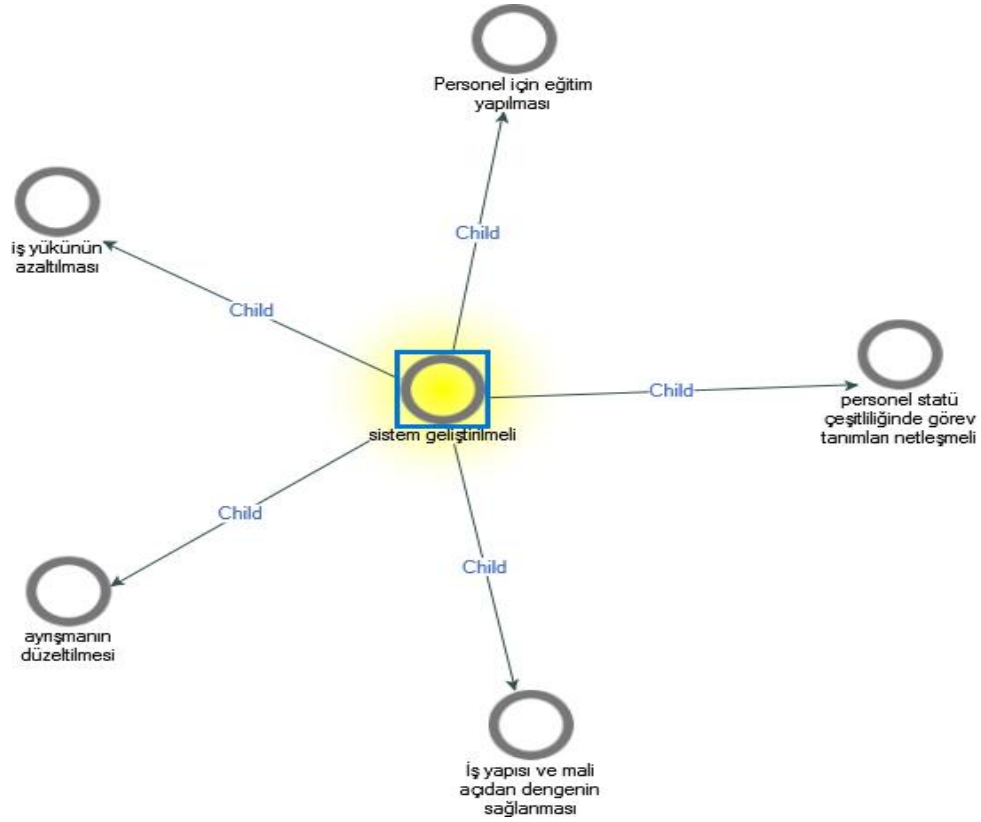 Personel için eğitim
yapılması
Child
iş yükünün
azaltılması
Child
Child
personel statü
çeşitliliğinde görev
tanımları netleşmeli
sistem geliştirilmeli
Child
ayrışmanın
düzeltilmesi
Child
İş yapısı ve mali
açıdan dengenin
sağlanması